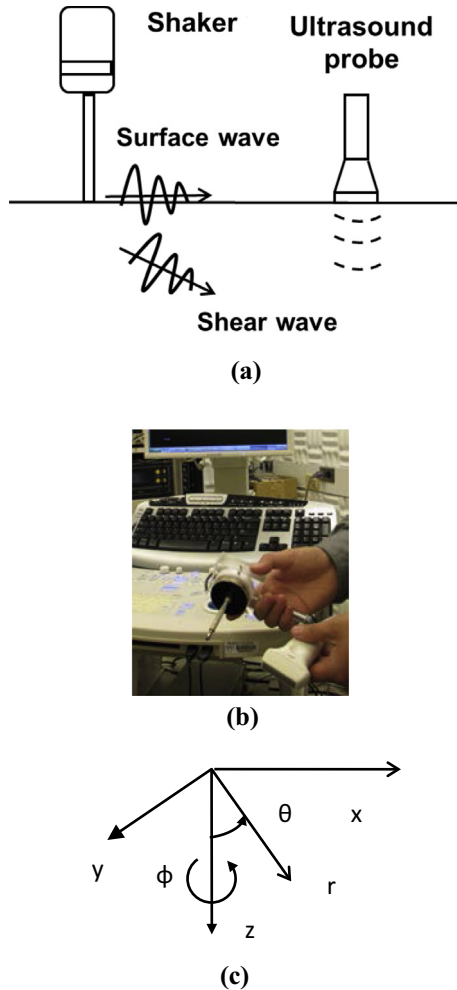 Shaker
Ultrasound
probe
Surface wave
Shear wave
(a)
(b)
θ
x
y
ϕ
r
z
(c)